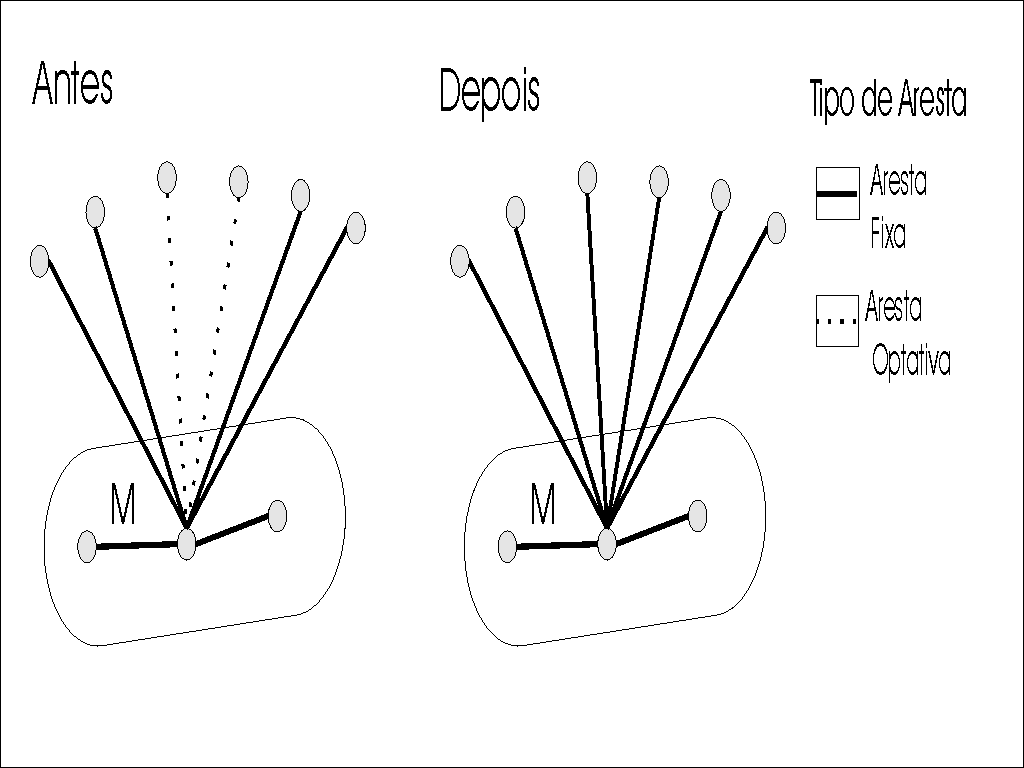 Antes
Depois
Tipo de Aresta
Aresta
Fixa
Aresta
Optativa
M
M